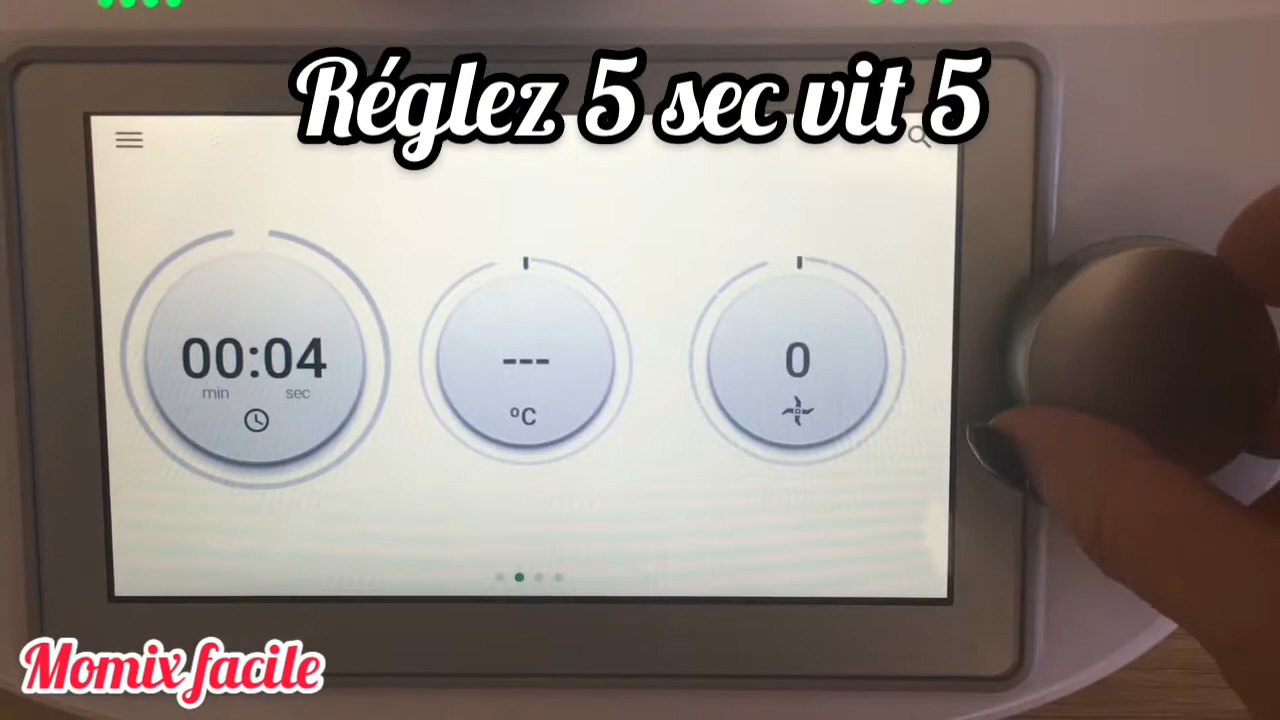 Réglez 5 sec vit 5
00:04
min sec
---
°C
0
Momix facile